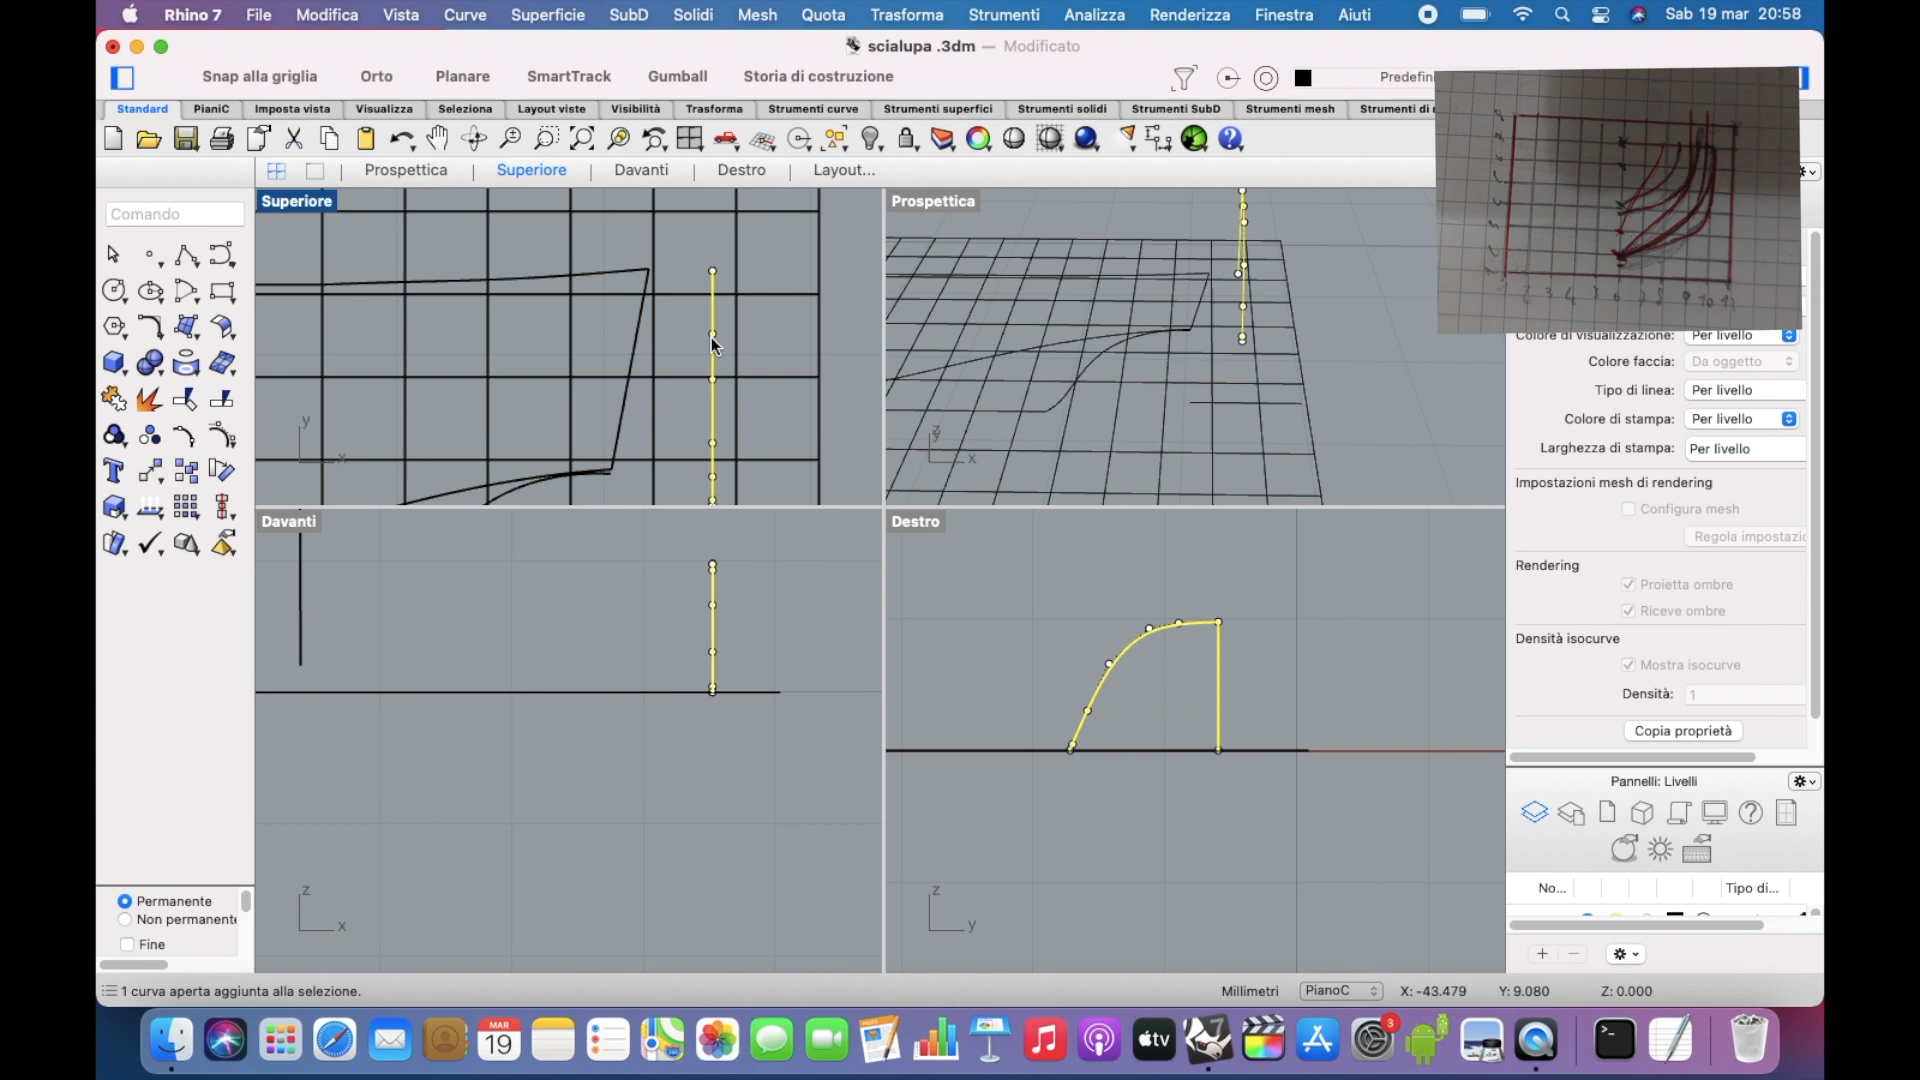 Rhino 7 File Modifica Vista Curve Superficie SubD Solidi Mesh Quota Trasforma Strumenti Analizza Renderizza Finestra Aiuti Sab 19 mar 20:58
scialupa .3dm — Modificato
Snap alla griglia Orto Planare SmartTrack Gumball Storia di costruzione
Standard PianiC Imposta vista Visualizza Seleziona Layout viste Visibilità Trasforma Strumenti curve Strumenti superfici Strumenti solidi Strumenti SubD Strumenti mesh Strumenti di
Prospettica Superiore Davanti Destro Layout...
Comando
Superiore
y
x
Prospettica
x
Davanti
z
x
Destro
z
y
Colore di visualizzazione: Per livello
Colore faccia: Da oggetto
Tipo di linea: Per livello
Colore di stampa: Per livello
Larghezza di stampa: Per livello
Impostazioni mesh di rendering
Configura mesh
Regola impostazio
Rendering
Proietta ombre
Riceve ombre
Densità isocurve
Mostra isocurve
Densità: 1
Copia proprietà
Pannelli: Livelli
No... Tipo di...
Permanente
Non permanente
Fine
1 curva aperta aggiunta alla selezione.
Millimetri PianoC X: -43.479 Y: 9.080 Z: 0.000
MAR
19
tv
7
3